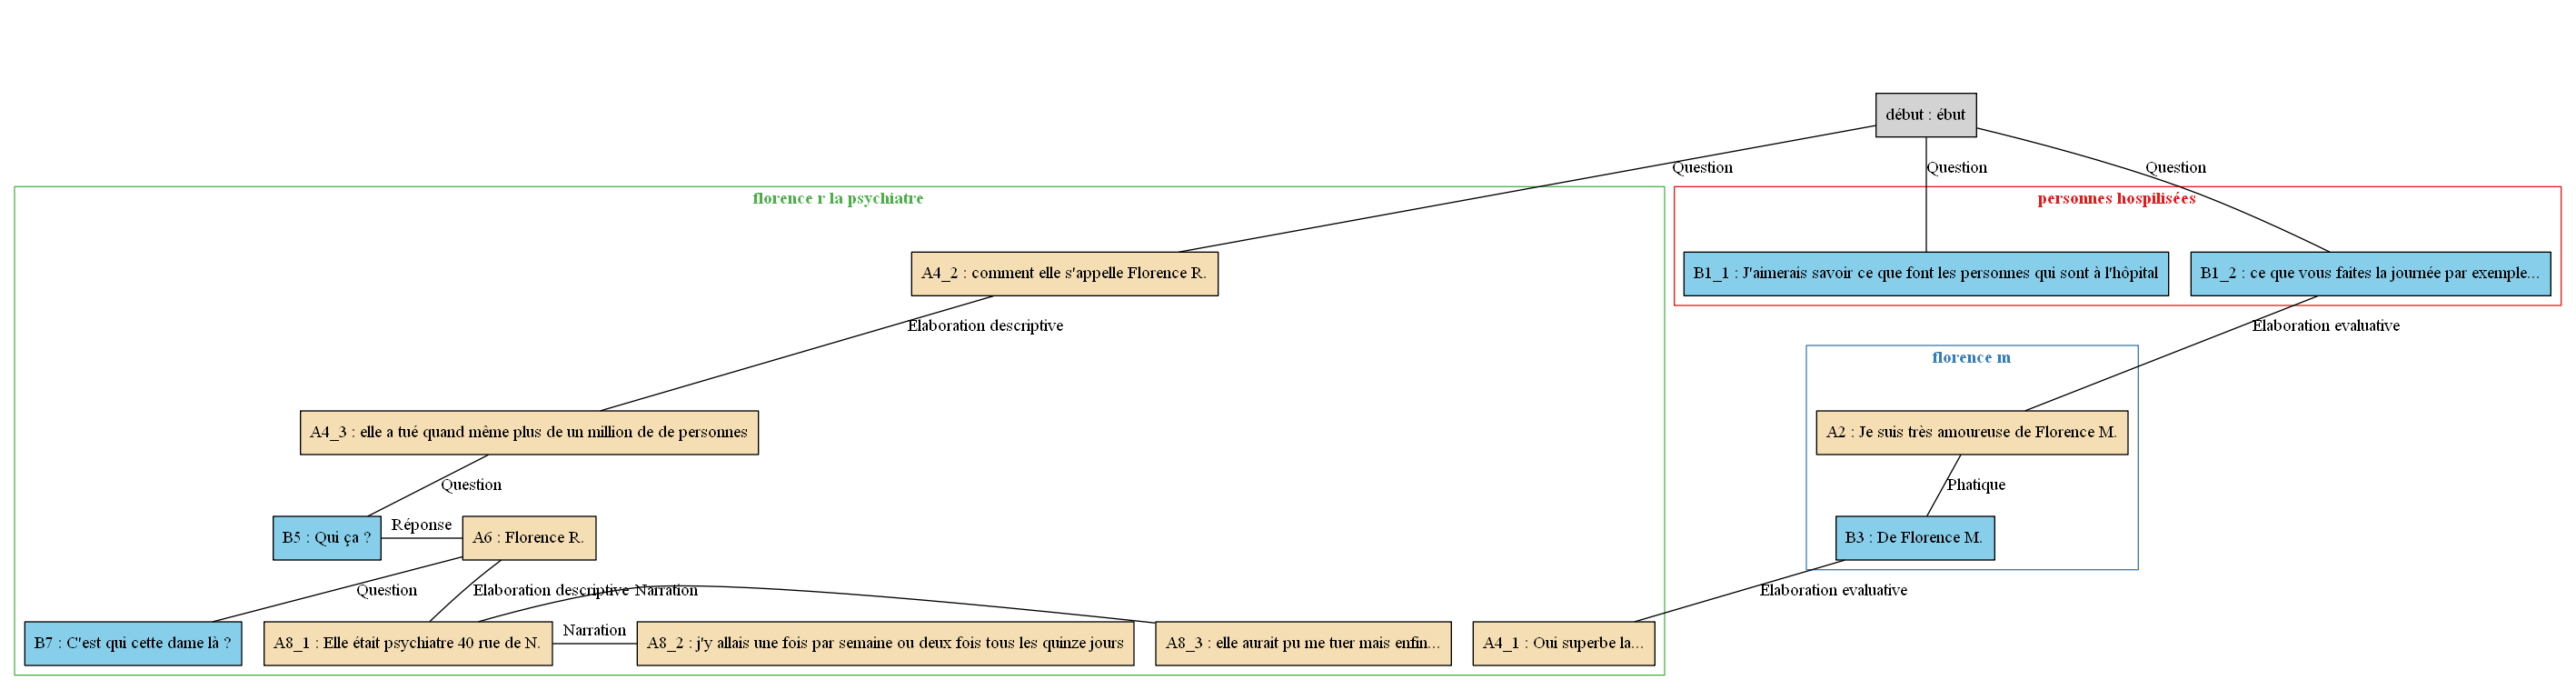 début : ébut
Question
Question
Question
florence r la psychiatre
personnes hospilisées
A4_2 : comment elle s'appelle Florence R.
B1_1 : J'aimerais savoir ce que font les personnes qui sont à l'hôpital
B1_2 : ce que vous faites la journée par exemple...
Elaboration descriptive
Elaboration evaluative
florence m
A4_3 : elle a tué quand même plus de un million de de personnes
A2 : Je suis très amoureuse de Florence M.
Question
Phatique
B5 : Qui ça ?
Réponse
A6 : Florence R.
B3 : De Florence M.
Question
Elaboration descriptive
Narration
Elaboration evaluative
B7 : C'est qui cette dame là ?
A8_1 : Elle était psychiatre 40 rue de N.
Narration
A8_2 : j'y allais une fois par semaine ou deux fois tous les quinze jours
A8_3 : elle aurait pu me tuer mais enfin...
A4_1 : Oui superbe la...